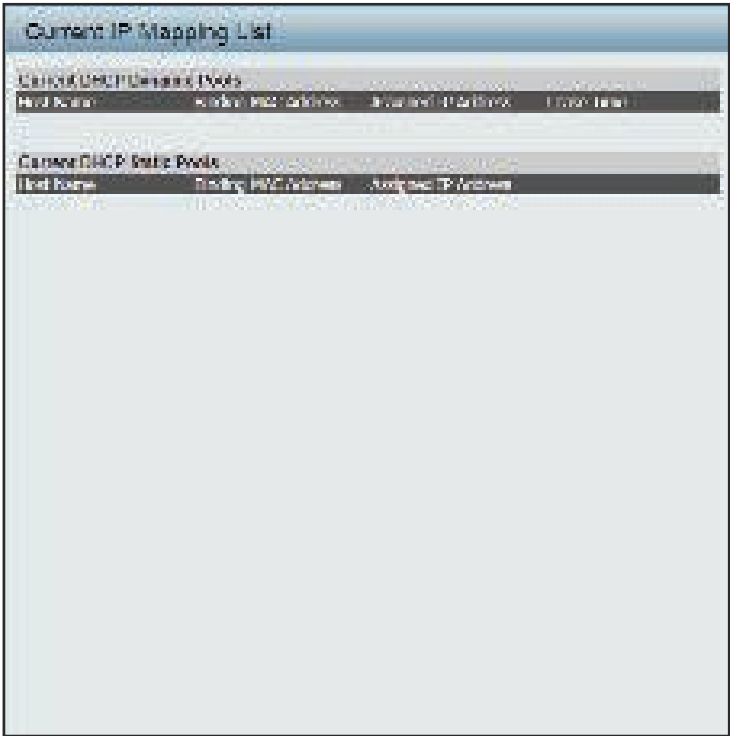 Current IP Mapping List
Current DHCP Dynamic Pools
Host Name Binding MAC Address Assigned IP Address Lease Time
Current DHCP Static Pools
Host Name Binding MAC Address Assigned IP Address